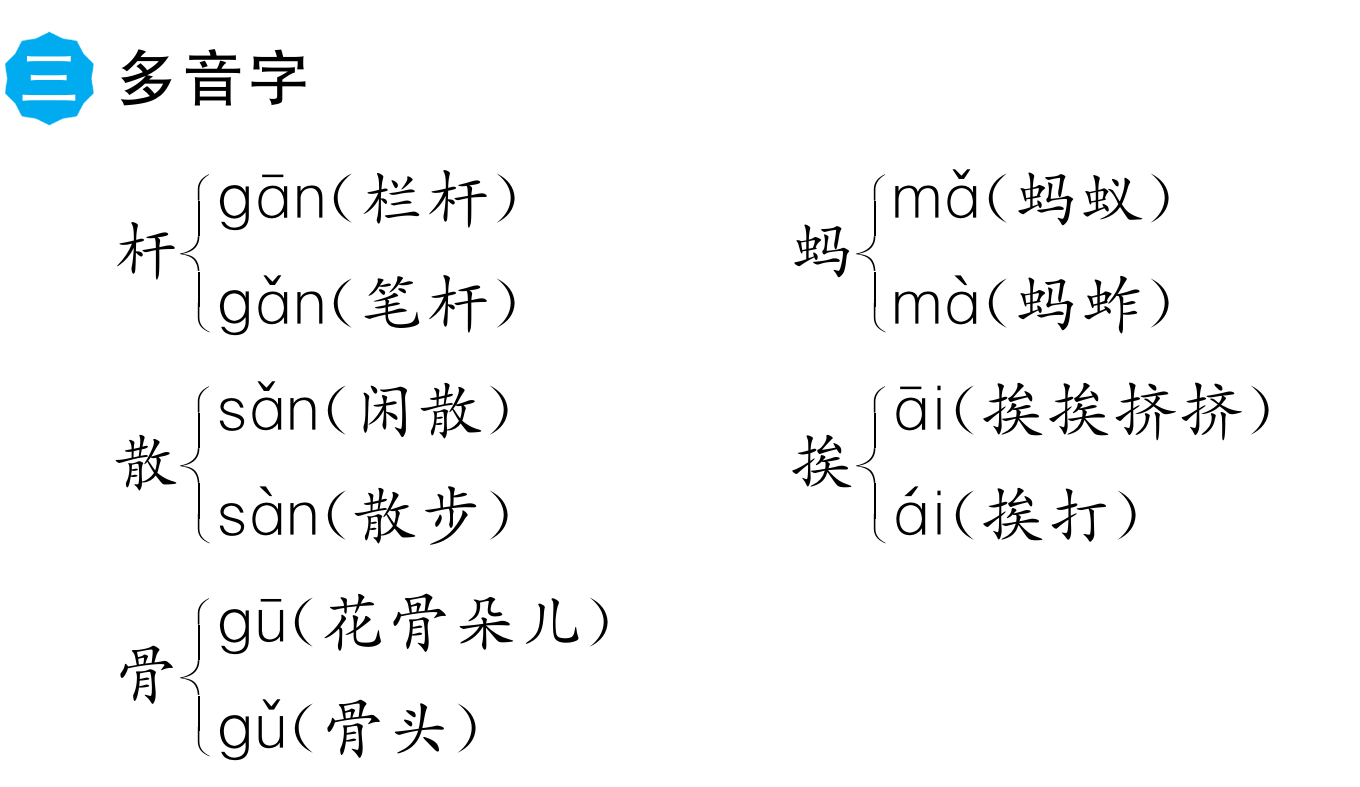 三 多音字
杆
gān(栏杆)
gǎn(笔杆)
蚂
mǎ(蚂蚁)
mà(蚂蚱)
散
sǎn(闲散)
sàn(散步)
挨
āi(挨挨挤挤)
ái(挨打)
骨
gū(花骨朵儿)
gǔ(骨头)